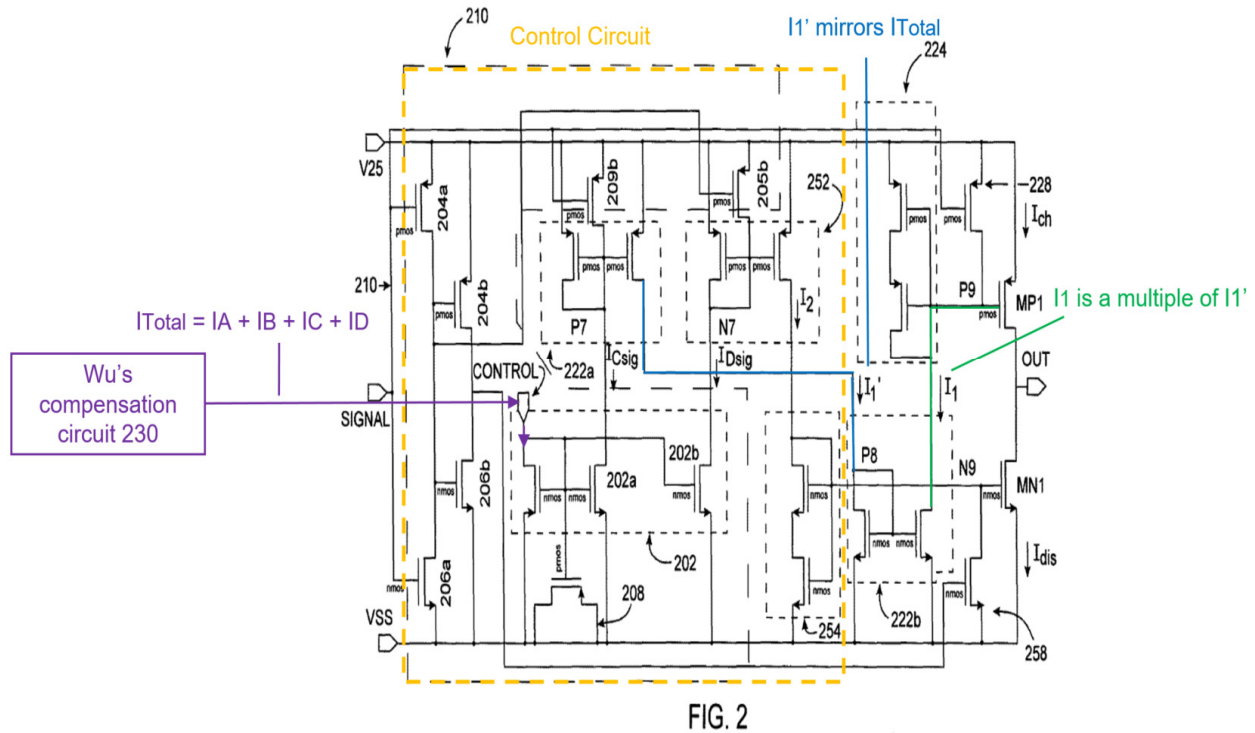 210
Control Circuit
I1' mirrors ITotal
224
V25
204a
pmos
209b
pmos
205b
pmos
252
pmos
228
Ich
pmos
210
204b
pmos
pmos
pmos
pmos
pmos
I2
P9
pmos
MP1
I1 is a multiple of I1'
ITotal = IA + IB + IC + ID
P7
N7
OUT
ICsig
IDsig
CONTROL
222a
I1'
I1
Wu's
compensation
circuit 230
SIGNAL
206b
nmos
202b
nmos
202a
nmos
nmos
nmos
P8
N9
nmos
MN1
206a
nmos
pmos
202
208
nmos
nmos
nmos
nmos
Idis
VSS
254
222b
258
FIG. 2